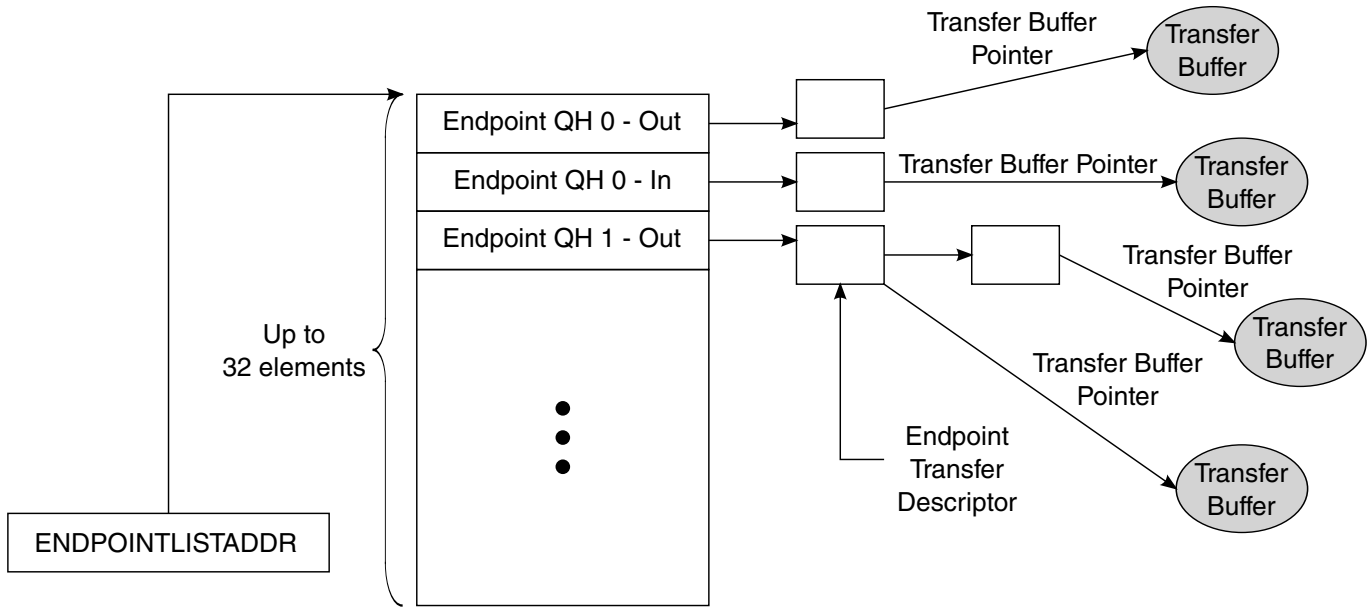 Transfer Buffer
Pointer
Transfer
Buffer
Endpoint QH 0 - Out
Endpoint QH 0 - In
Transfer Buffer Pointer
Transfer
Buffer
Endpoint QH 1 - Out
Transfer Buffer
Pointer
Transfer
Buffer
Up to
32 elements
Transfer Buffer
Pointer
Endpoint
Transfer
Descriptor
Transfer
Buffer
ENDPOINTLISTADDR